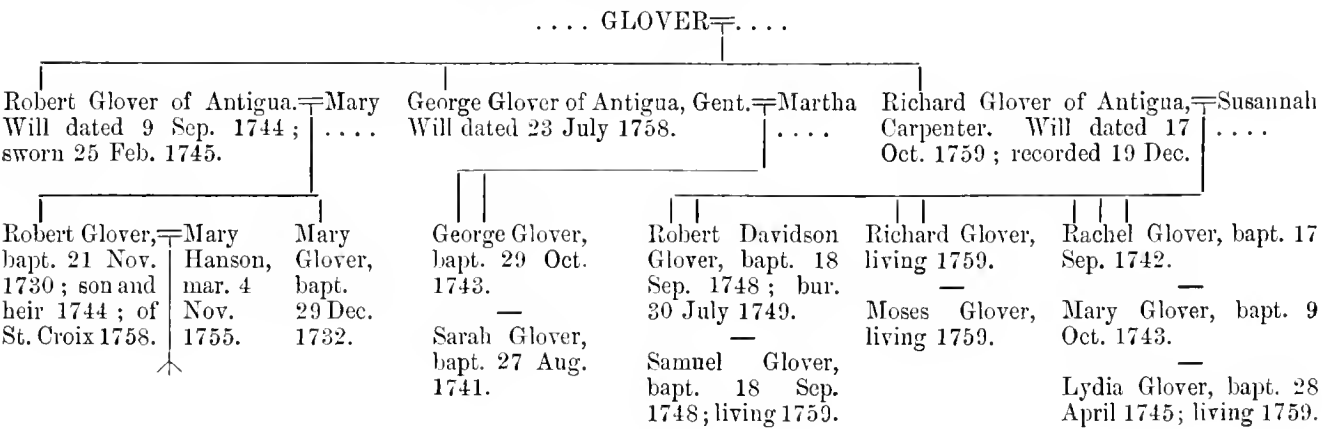 .... GLOVER=....
Robert Glover of Antigua.=Mary
Will dated 9 Sep. 1744; ....
sworn 25 Feb. 1745.
George Glover of Antigua, Gent.=Martha
Will dated 23 July 1758. ....
Richard Glover of Antigua,=Susannah
Carpenter. Will dated 17 ....
Oct. 1759; recorded 19 Dec.
Robert Glover,=Mary
bapt. 21 Nov. Hanson,
1730; son and mar. 4
heir 1744; of Nov.
St. Croix 1758. 1755.
Mary
Glover,
bapt.
29 Dec.
1732.
George Glover,
bapt. 29 Oct.
1743.
—
Sarah Glover,
bapt. 27 Aug.
1741.
Robert Davidson
Glover, bapt. 18
Sep. 1748; bur.
30 July 1749.
—
Samuel Glover,
bapt. 18 Sep.
1748; living 1759.
Richard Glover,
living 1759.
—
Moses Glover,
living 1759.
Rachel Glover, bapt. 17
Sep. 1742.
—
Mary Glover, bapt. 9
Oct. 1743.
—
Lydia Glover, bapt. 28
April 1745; living 1759.